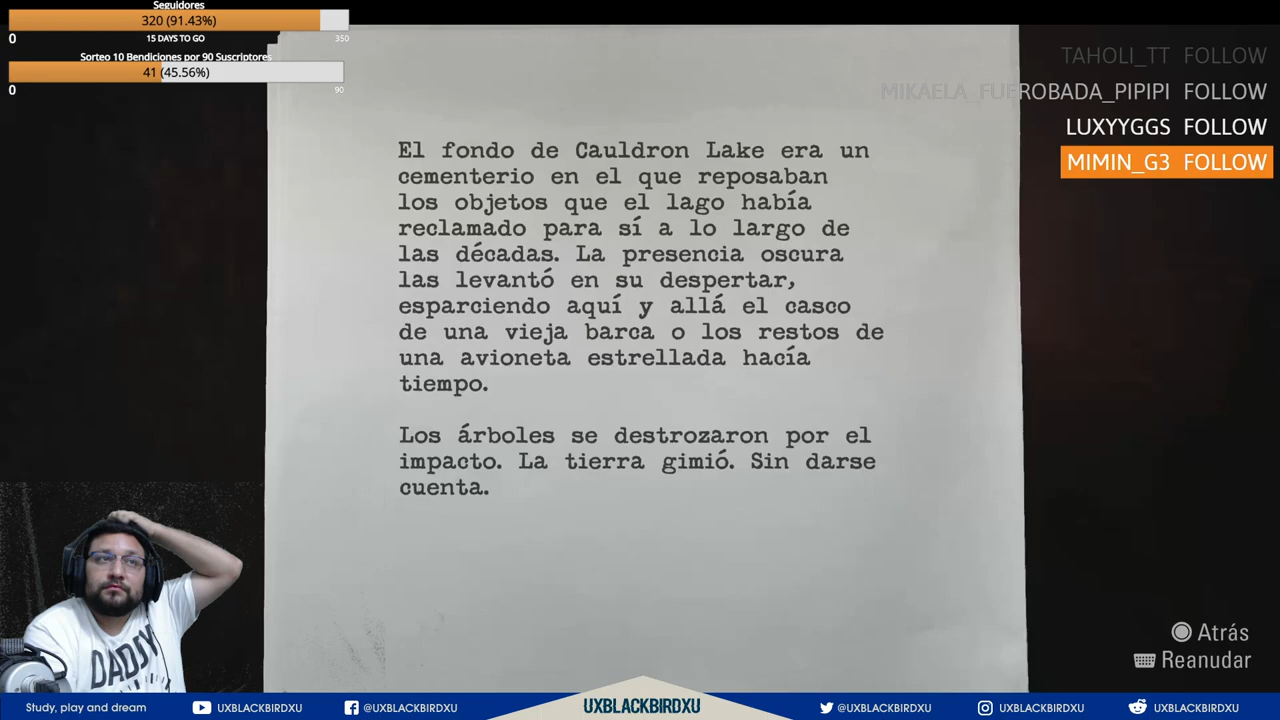 Seguidores
320 (91.43%)
0 15 DAYS TO GO 350
Sorteo 10 Bendiciones por 90 Suscriptores
41 (45.56%)
0 90
TAHOLI_TT FOLLOW
MIKAELA_FUEROBADA_PIPIPI FOLLOW
LUXYYGGS FOLLOW
MIMIN_G3 FOLLOW
El fondo de Cauldron Lake era un
cementerio en el que reposaban
los objetos que el lago había
reclamado para sí a lo largo de
las décadas. La presencia oscura
las levantó en su despertar,
esparciendo aquí y allá el casco
de una vieja barca o los restos de
una avioneta estrellada hacía
tiempo.
Los árboles se destrozaron por el
impacto. La tierra gimió. Sin darse
cuenta.
DADDY
Atrás
Reanudar
Study, play and dream UXBLACKBIRDXU @UXBLACKBIRDXU UXBLACKBIRDXU @UXBLACKBIRDXU UXBLACKBIRDXU UXBLACKBIRDXU